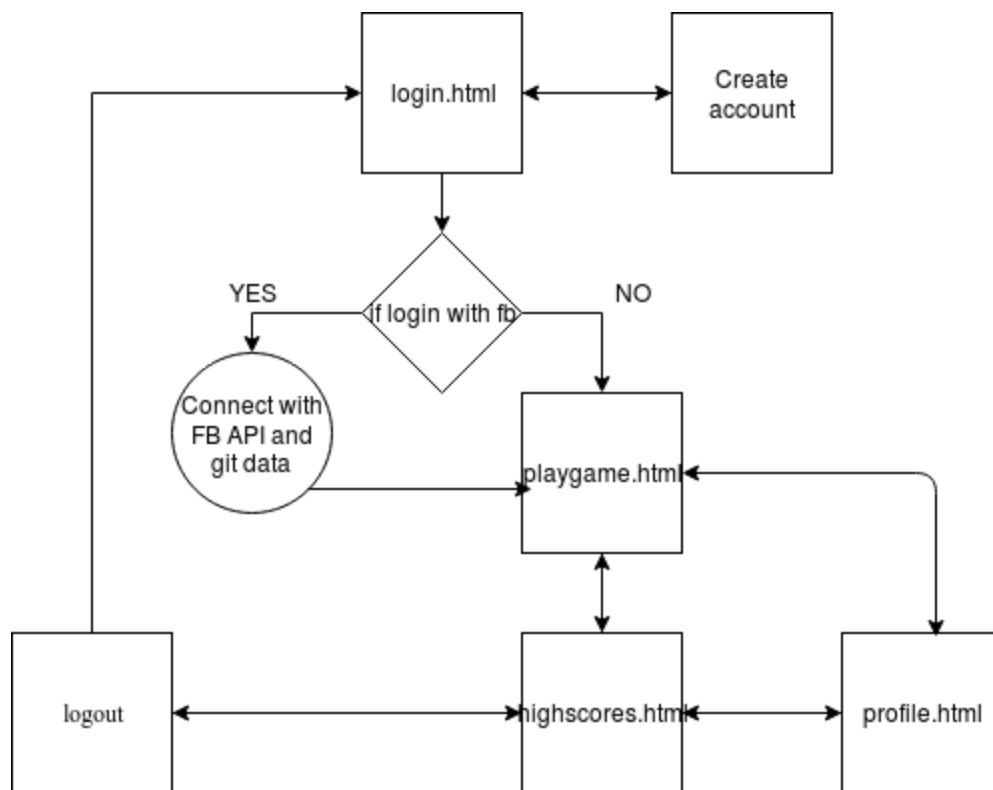 login.html
Create
account
YES
if login with fb
NO
Connect with
FB API and
git data
playgame.html
logout
highscores.html
profile.html